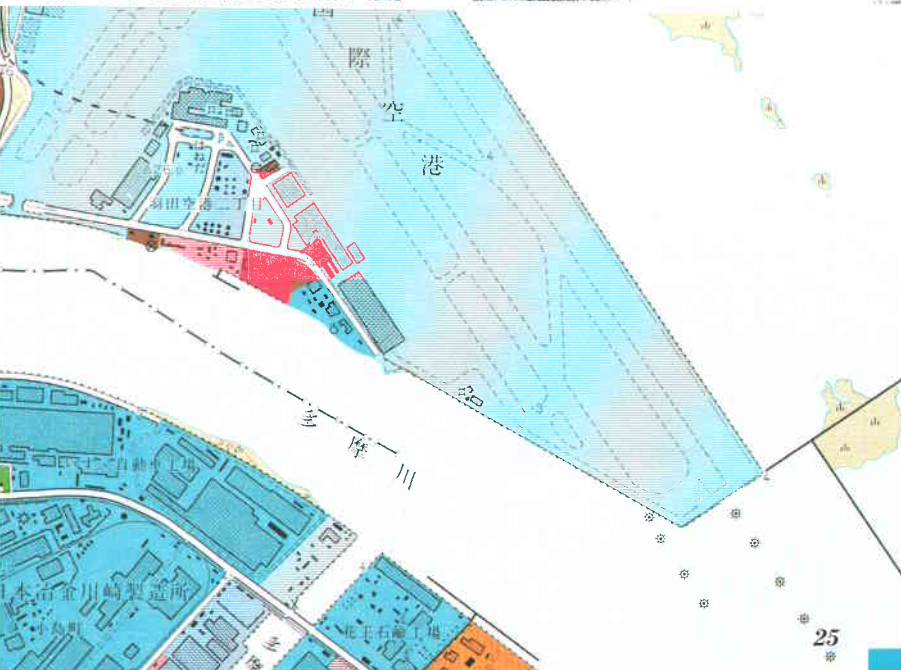 国際空港
羽田空港二丁目
多摩川
自動車工場
日本冶金川崎製造所
小島町
花王石鹸工場
多摩
25